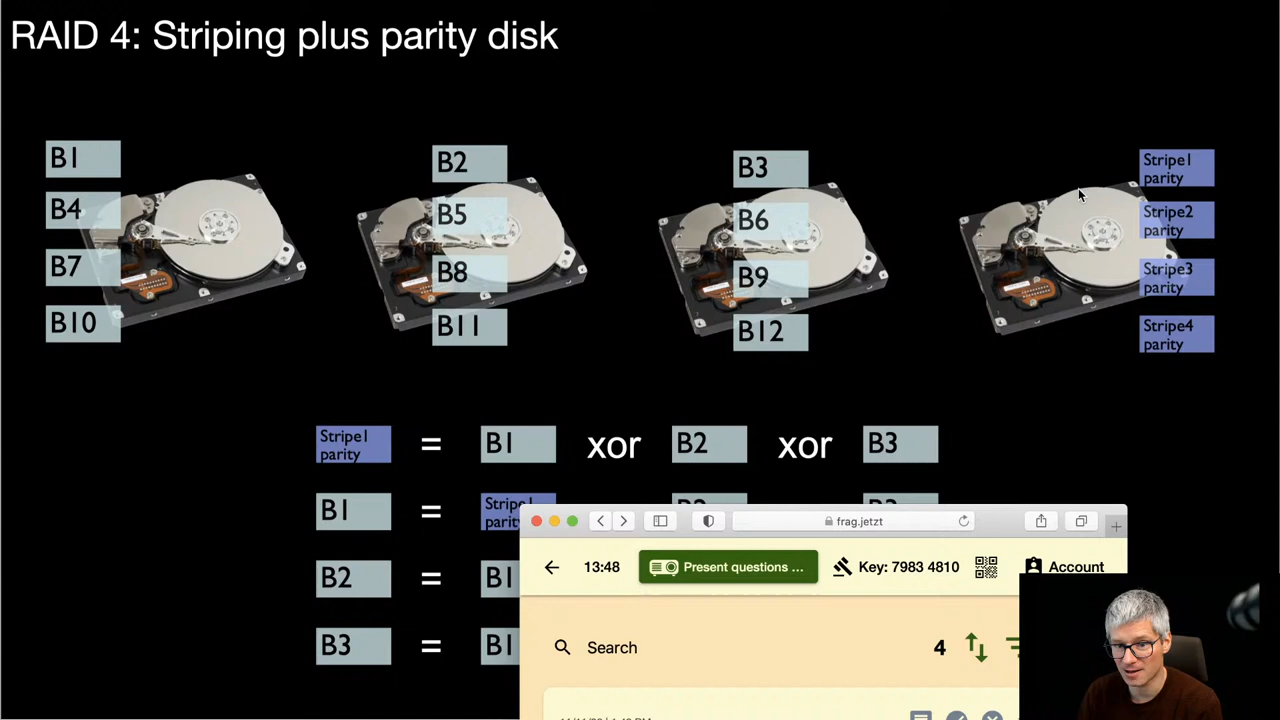 RAID 4: Striping plus parity disk
B1
B2
B3
Stripe1
parity
B4
B5
B6
Stripe2
parity
B7
B8
B9
Stripe3
parity
B10
B11
B12
Stripe4
parity
Stripe1
parity
= B1 xor B2 xor B3
B1 =
B2 = B1
B3 = B1
frag.jetzt
13:48 Present questions ... Key: 7983 4810 Account
Search 4